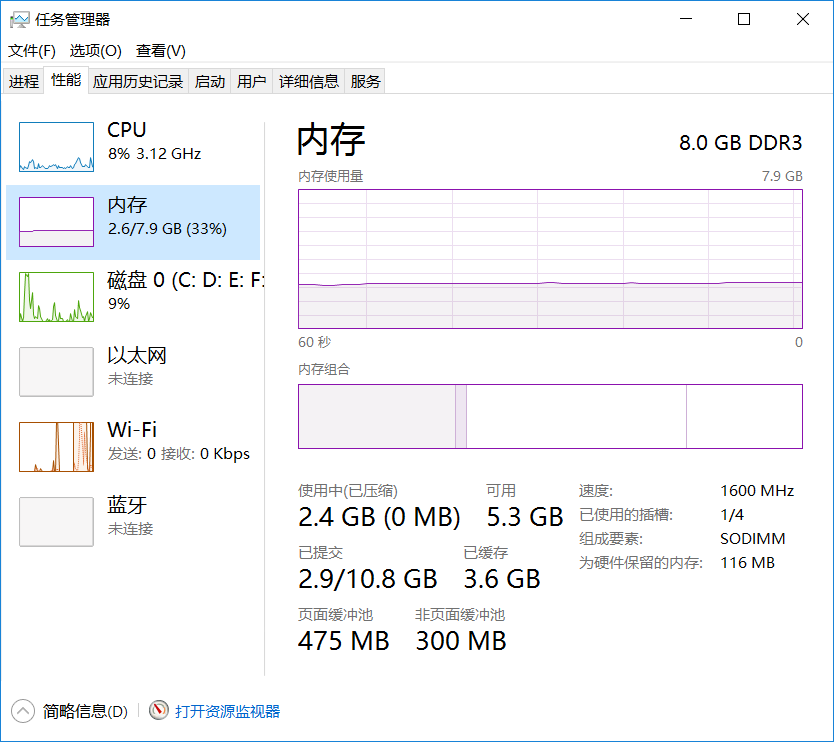 任务管理器
文件(F) 选项(O) 查看(V)
进程 性能 应用历史记录 启动 用户 详细信息 服务
CPU
8% 3.12 GHz
内存
2.6/7.9 GB (33%)
磁盘 0 (C: D: E: F:
9%
以太网
未连接
Wi-Fi
发送: 0 接收: 0 Kbps
蓝牙
未连接
内存
8.0 GB DDR3
内存使用量
7.9 GB
60 秒
0
内存组合
使用中(已压缩)
2.4 GB (0 MB)
可用
5.3 GB
已提交
2.9/10.8 GB
已缓存
3.6 GB
页面缓冲池
475 MB
非页面缓冲池
300 MB
速度: 1600 MHz
已使用的插槽: 1/4
组成要素: SODIMM
为硬件保留的内存: 116 MB
简略信息(D)
打开资源监视器